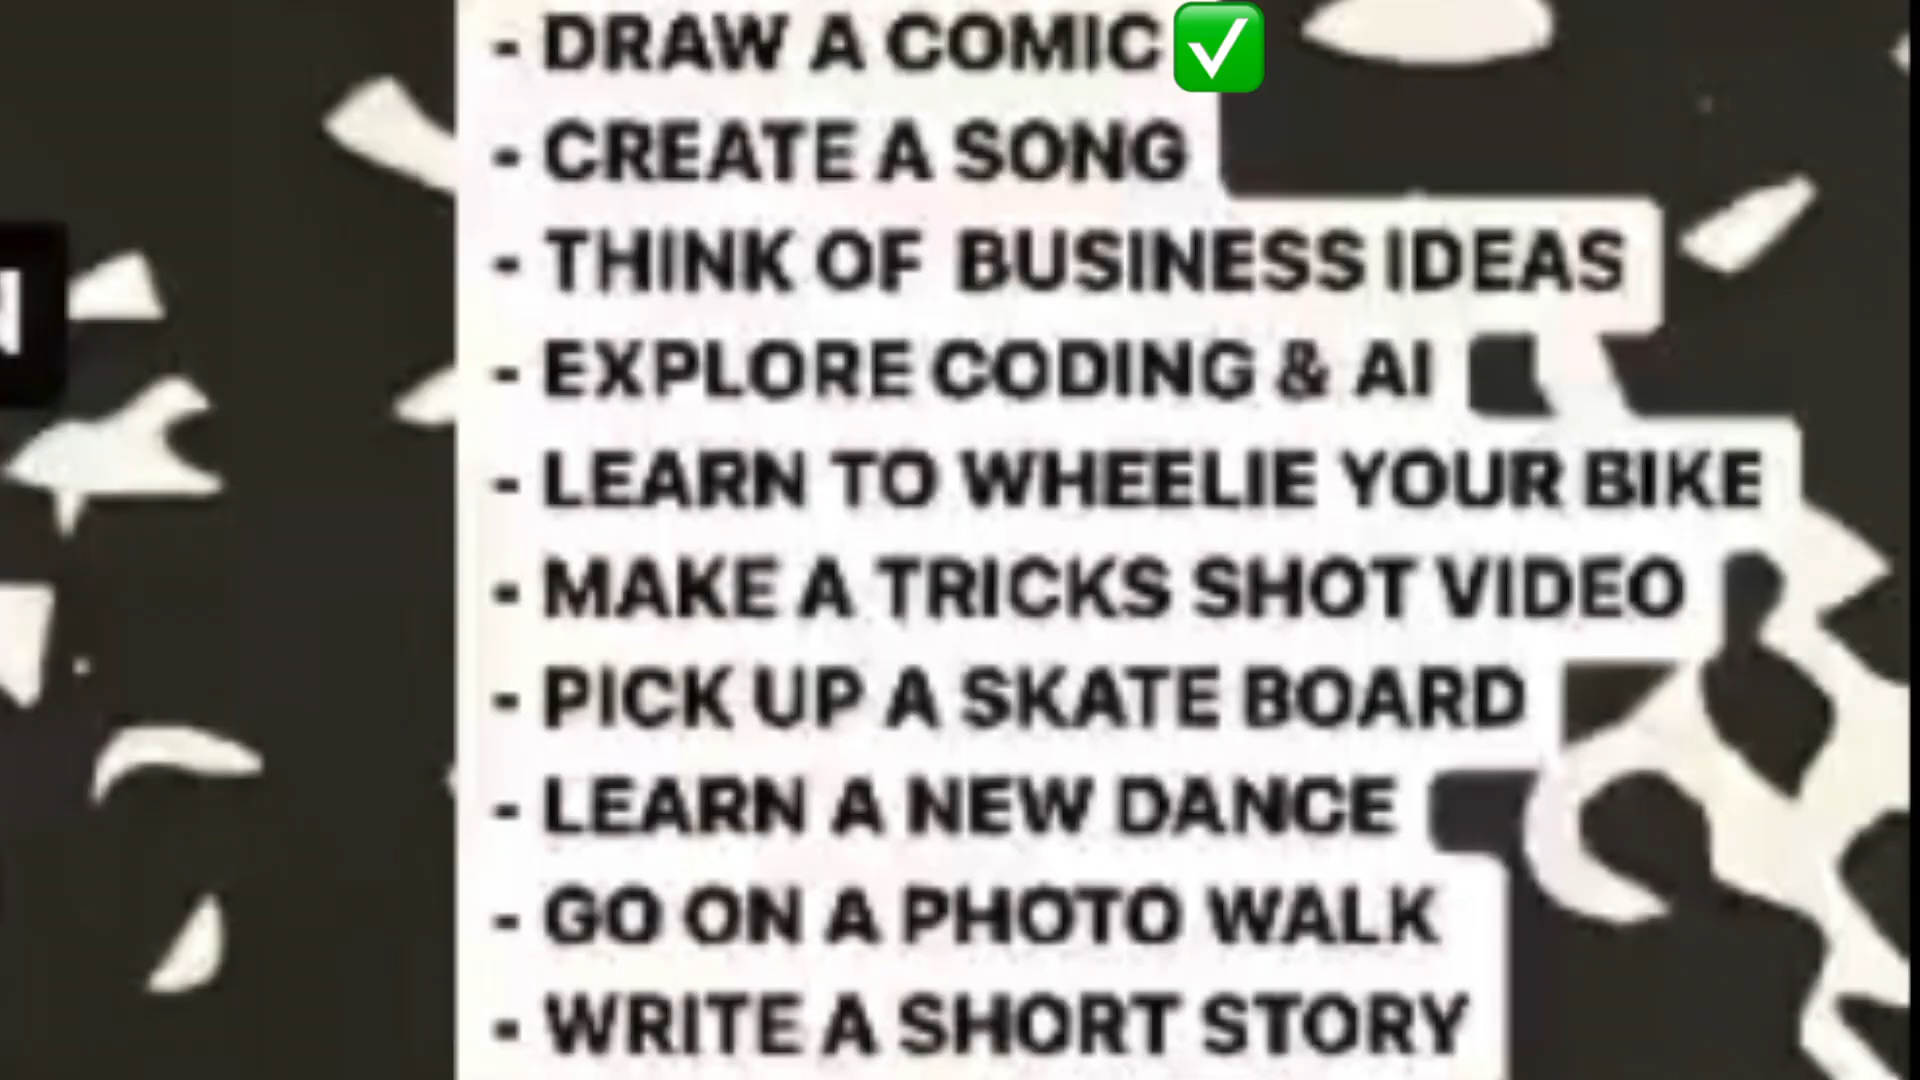 - DRAW A COMIC ✅
- CREATE A SONG
- THINK OF BUSINESS IDEAS
- EXPLORE CODING & AI
- LEARN TO WHEELIE YOUR BIKE
- MAKE A TRICKS SHOT VIDEO
- PICK UP A SKATE BOARD
- LEARN A NEW DANCE
- GO ON A PHOTO WALK
- WRITE A SHORT STORY